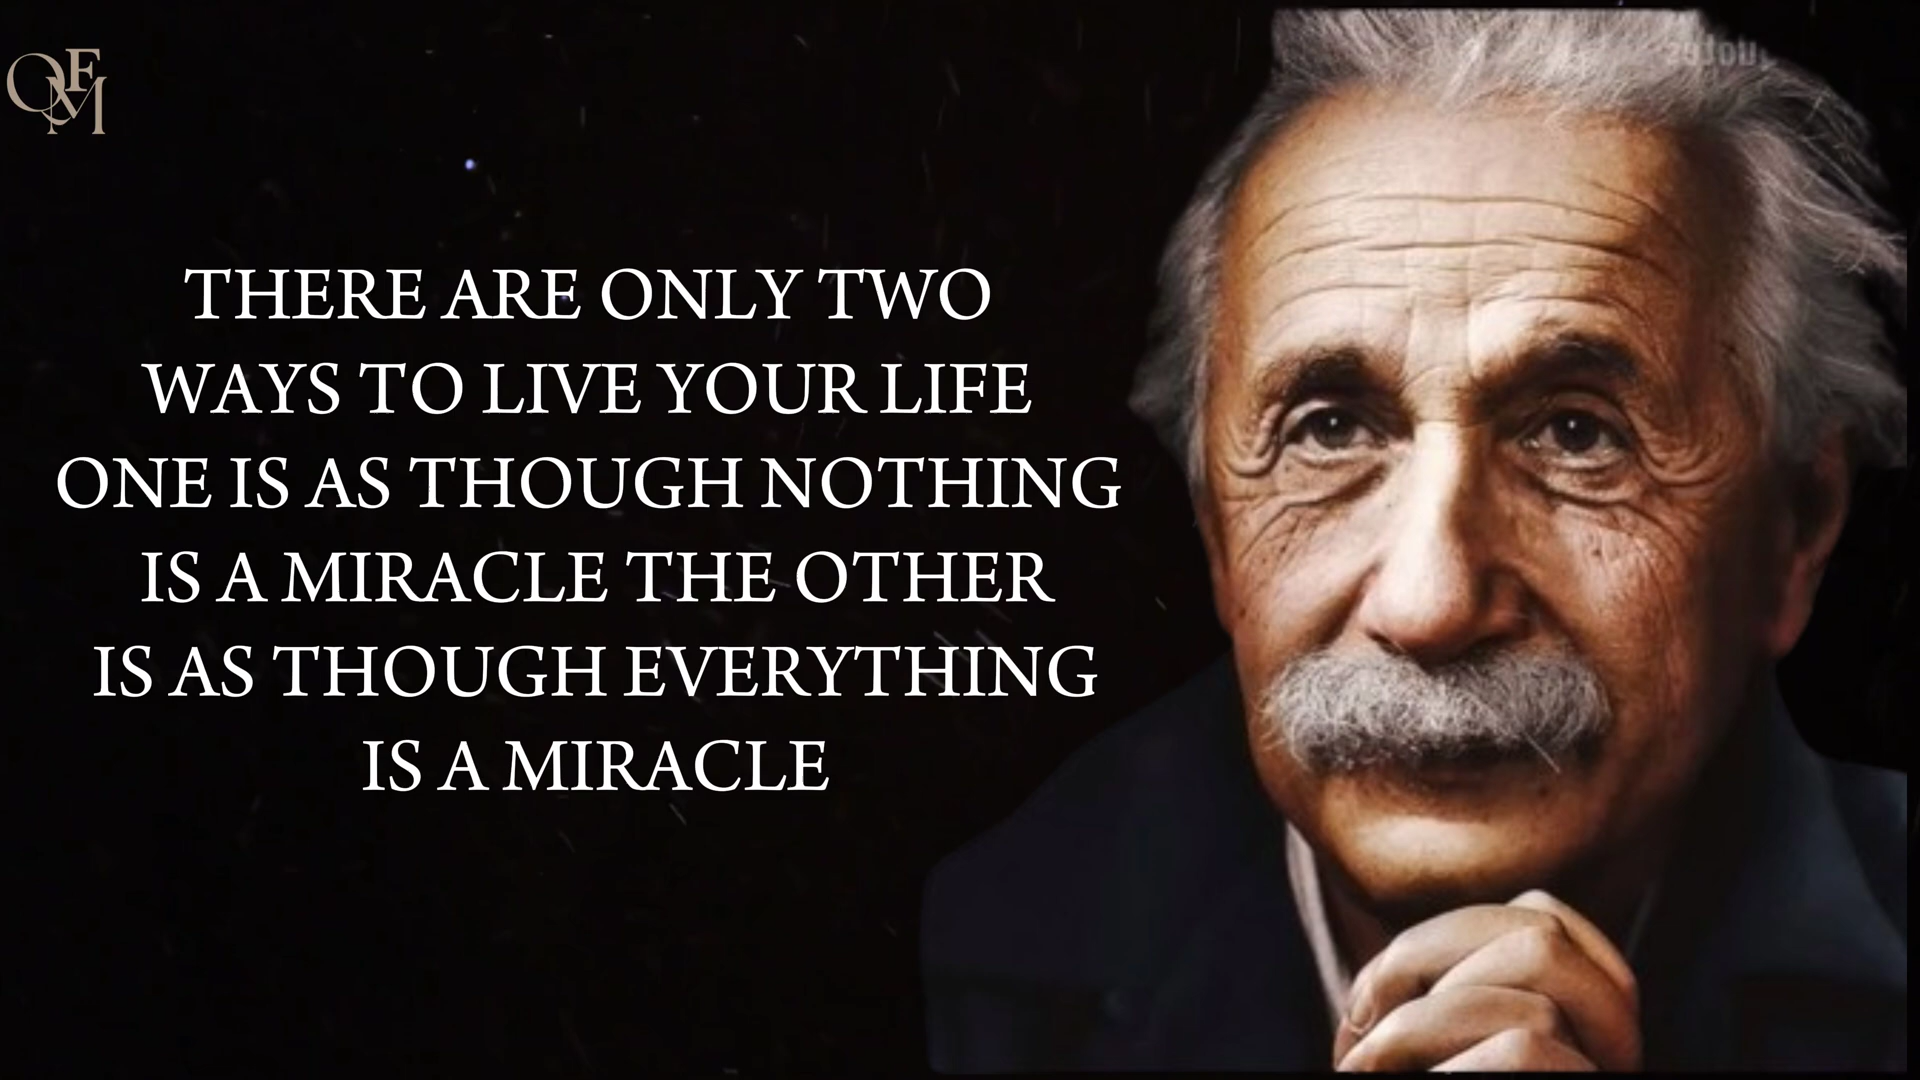 QFM
THERE ARE ONLY TWO
WAYS TO LIVE YOUR LIFE
ONE IS AS THOUGH NOTHING
IS A MIRACLE THE OTHER
IS AS THOUGH EVERYTHING
IS A MIRACLE